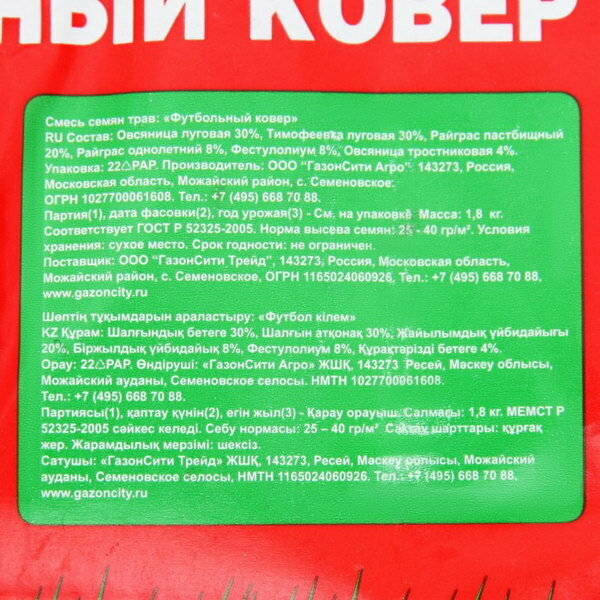 НЫЙ КОВЕР
Смесь семян трав: «Футбольный ковер»
RU Состав: Овсяница луговая 30%, Тимофеевка луговая 30%, Райграс пастбищный
20%, Райграс однолетний 8%, Фестулолиум 8%, Овсяница тростниковая 4%.
Упаковка: 22△PAP. Производитель: ООО “ГазонСити Агро”, 143273, Россия,
Московская область, Можайский район, с. Семеновское.
ОГРН 1027700061608. Тел.: +7 (495) 668 70 88.
Партия(1), дата фасовки(2), год урожая(3) - См. на упаковке. Масса: 1,8 кг.
Соответствует ГОСТ Р 52325-2005. Норма высева семян: 25 - 40 гр/м². Условия
хранения: сухое место. Срок годности: не ограничен.
Поставщик: ООО “ГазонСити Трейд”, 143273, Россия, Московская область,
Можайский район, с. Семеновское, ОГРН 1165024060926, Тел.: +7 (495) 668 70 88,
www.gazoncity.ru
Шөптің тұқымдарын араластыру: «Футбол кілем»
KZ Құрам: Шалғындық бетеге 30%, Шалғын атқонақ 30%, Жайылымдық үйбидайығы
20%, Біржылдық үйбидайық 8%, Фестулолиум 8%, Құрақтәрізді бетеге 4%.
Орау: 22△PAP. Өндіруші: «ГазонСити Агро» ЖШҚ, 143273 Ресей, Мәскеу облысы,
Можайский ауданы, Семеновское селосы. НМТН 1027700061608.
Тел.: +7 (495) 668 70 88.
Партиясы(1), қаптау күнін(2), егін жыл(3) - Қарау орауыш. Салмағы: 1,8 кг. МЕМСТ Р
52325-2005 сәйкес келеді. Себу нормасы: 25 – 40 гр/м² Сақтау шарттары: құрғақ
жер. Жарамдылық мерзімі: шексіз.
Сатушы: «ГазонСити Трейд» ЖШҚ, 143273, Ресей, Мәскеу облысы, Можайский
ауданы, Семеновское селосы, НМТН 1165024060926, Тел.: +7 (495) 668 70 88,
www.gazoncity.ru